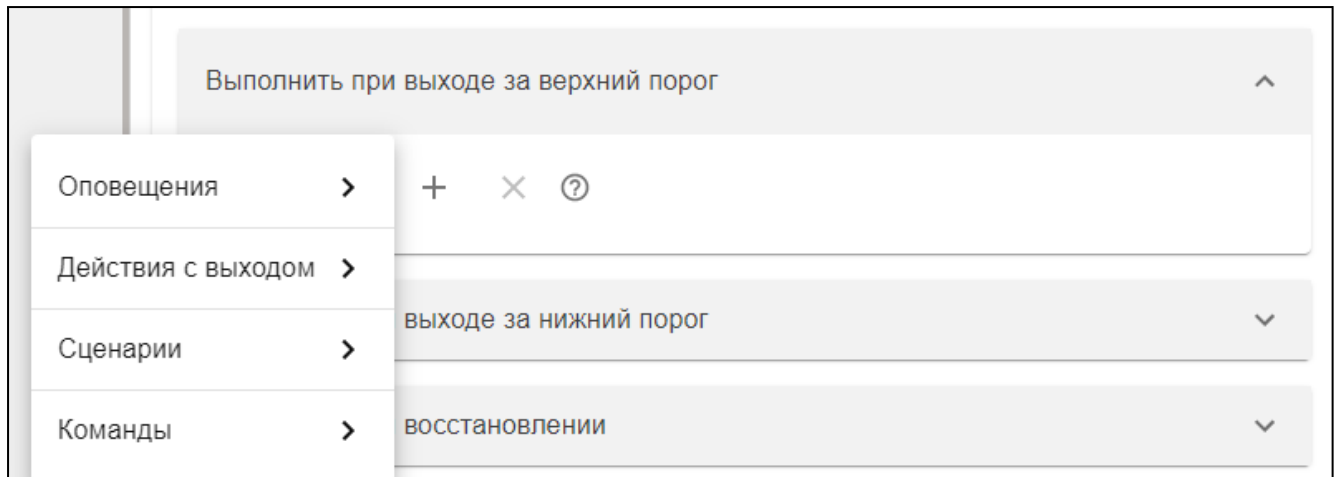 Выполнить при выходе за верхний порог
Оповещения
Действия с выходом
выходе за нижний порог
Сценарии
Команды
восстановлении